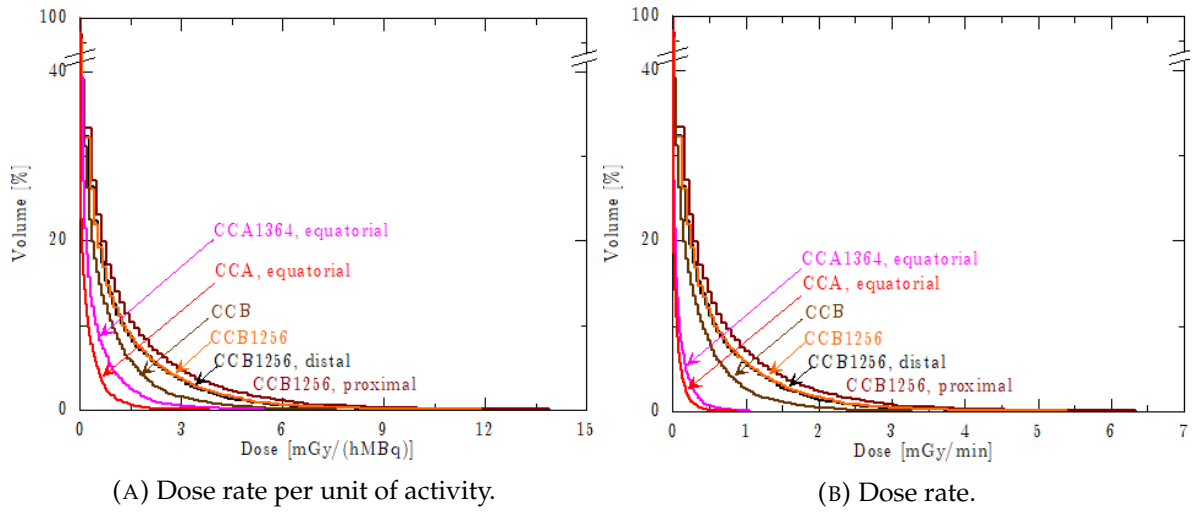 100
40
20
0
Volume [%]
CCA1364, equatorial
CCA, equatorial
CCB
CCB1256
CCB1256, distal
CCB1256, proximal
0 3 6 9 12 15
Dose [mGy/(hMBq)]
(A) Dose rate per unit of activity.
100
40
20
0
Volume [%]
CCA1364, equatorial
CCA, equatorial
CCB
CCB1256
CCB1256, distal
CCB1256, proximal
0 1 2 3 4 5 6 7
Dose [mGy/min]
(B) Dose rate.